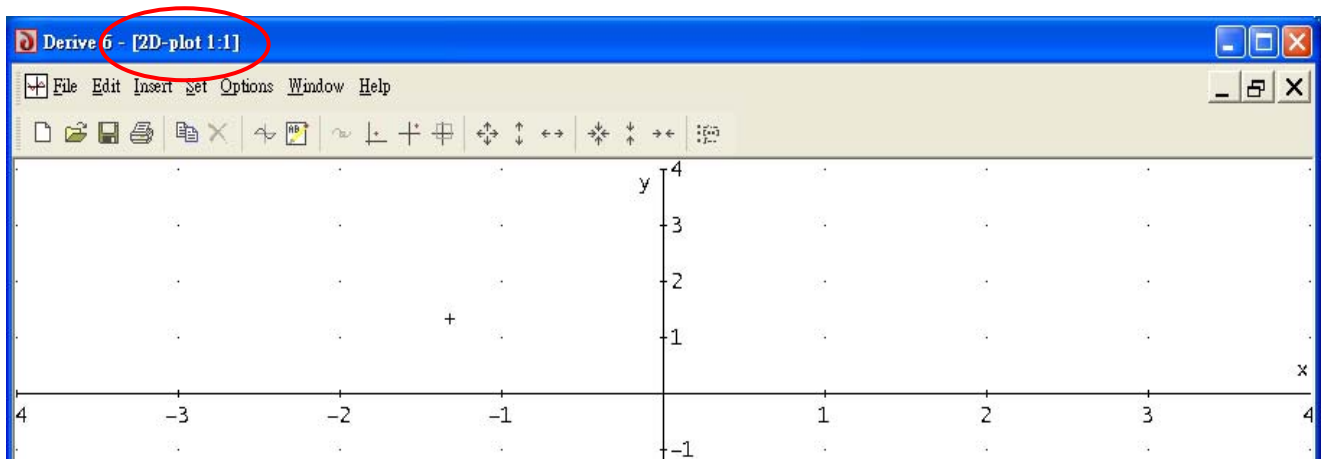 Derive 6 - [2D-plot 1:1]
File Edit Insert Set Options Window Help
y 4
3
2
1
x
4 -3 -2 -1 1 2 3 4
-1